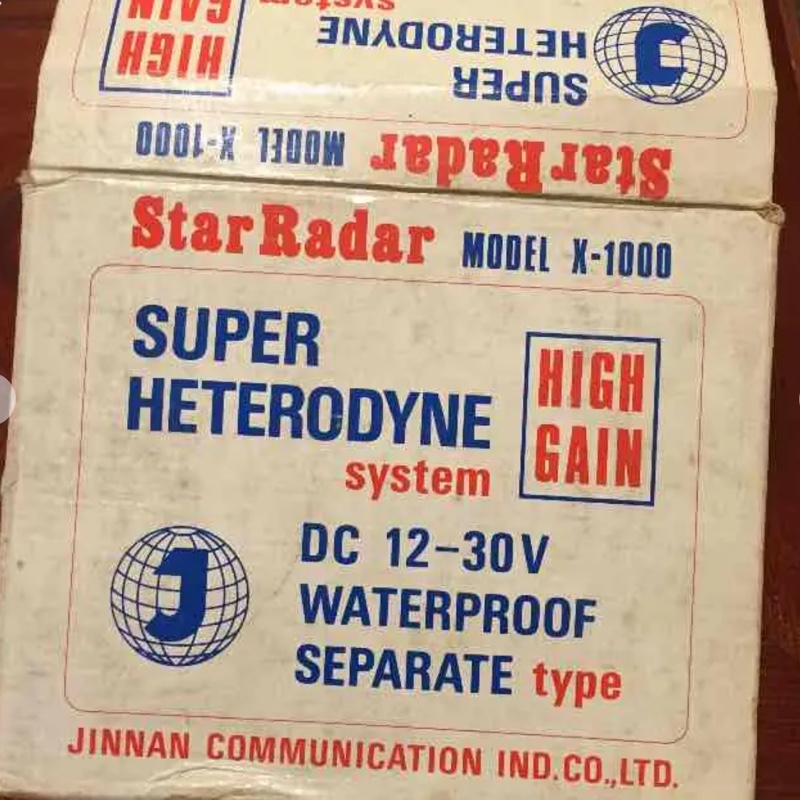 system
HIGH
GAIN
SUPER
HETERODYNE
StarRadar MODEL X-1000
StarRadar MODEL X-1000
SUPER
HETERODYNE
system
HIGH
GAIN
J
DC 12-30V
WATERPROOF
SEPARATE type
JINNAN COMMUNICATION IND.CO.,LTD.